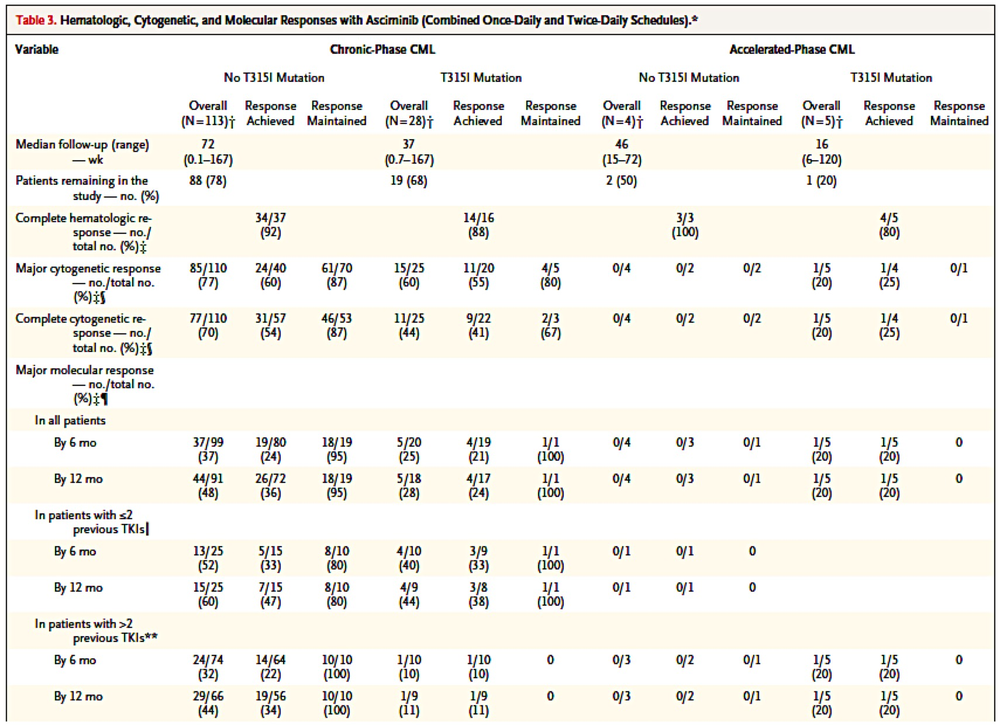 Table 3. Hematologic, Cytogenetic, and Molecular Responses with Asciminib (Combined Once-Daily and Twice-Daily Schedules).*
Variable Chronic-Phase CML Accelerated-Phase CML
No T315I Mutation T315I Mutation No T315I Mutation T315I Mutation
Overall Response Response Overall Response Response Overall Response Response Overall Response Response
(N=113)† Achieved Maintained (N=28)† Achieved Maintained (N=4)† Achieved Maintained (N=5)† Achieved Maintained
Median follow-up (range) 72 37 46 16
— wk (0.1–167) (0.7–167) (15–72) (6–120)
Patients remaining in the 88 (78) 19 (68) 2 (50) 1 (20)
study — no. (%)
Complete hematologic re- 34/37 14/16 3/3 4/5
sponse — no./ (92) (88) (100) (80)
total no. (%)‡
Major cytogenetic response 85/110 24/40 61/70 15/25 11/20 4/5 0/4 0/2 0/2 1/5 1/4 0/1
— no./total no. (77) (60) (87) (60) (55) (80) (20) (25)
(%)‡§
Complete cytogenetic re- 77/110 31/57 46/53 11/25 9/22 2/3 0/4 0/2 0/2 1/5 1/4 0/1
sponse — no./ (70) (54) (87) (44) (41) (67) (20) (25)
total no. (%)‡§
Major molecular response
— no./total no.
(%)‡¶
In all patients
By 6 mo 37/99 19/80 18/19 5/20 4/19 1/1 0/4 0/3 0/1 1/5 1/5 0
(37) (24) (95) (25) (21) (100) (20) (20)
By 12 mo 44/91 26/72 18/19 5/18 4/17 1/1 0/4 0/3 0/1 1/5 1/5 0
(48) (36) (95) (28) (24) (100) (20) (20)
In patients with ≤2
previous TKIs‖
By 6 mo 13/25 5/15 8/10 4/10 3/9 1/1 0/1 0/1 0
(52) (33) (80) (40) (33) (100)
By 12 mo 15/25 7/15 8/10 4/9 3/8 1/1 0/1 0/1 0
(60) (47) (80) (44) (38) (100)
In patients with >2
previous TKIs**
By 6 mo 24/74 14/64 10/10 1/10 1/10 0 0/3 0/2 0/1 1/5 1/5 0
(32) (22) (100) (10) (10) (20) (20)
By 12 mo 29/66 19/56 10/10 1/9 1/9 0 0/3 0/2 0/1 1/5 1/5 0
(44) (34) (100) (11) (11) (20) (20)